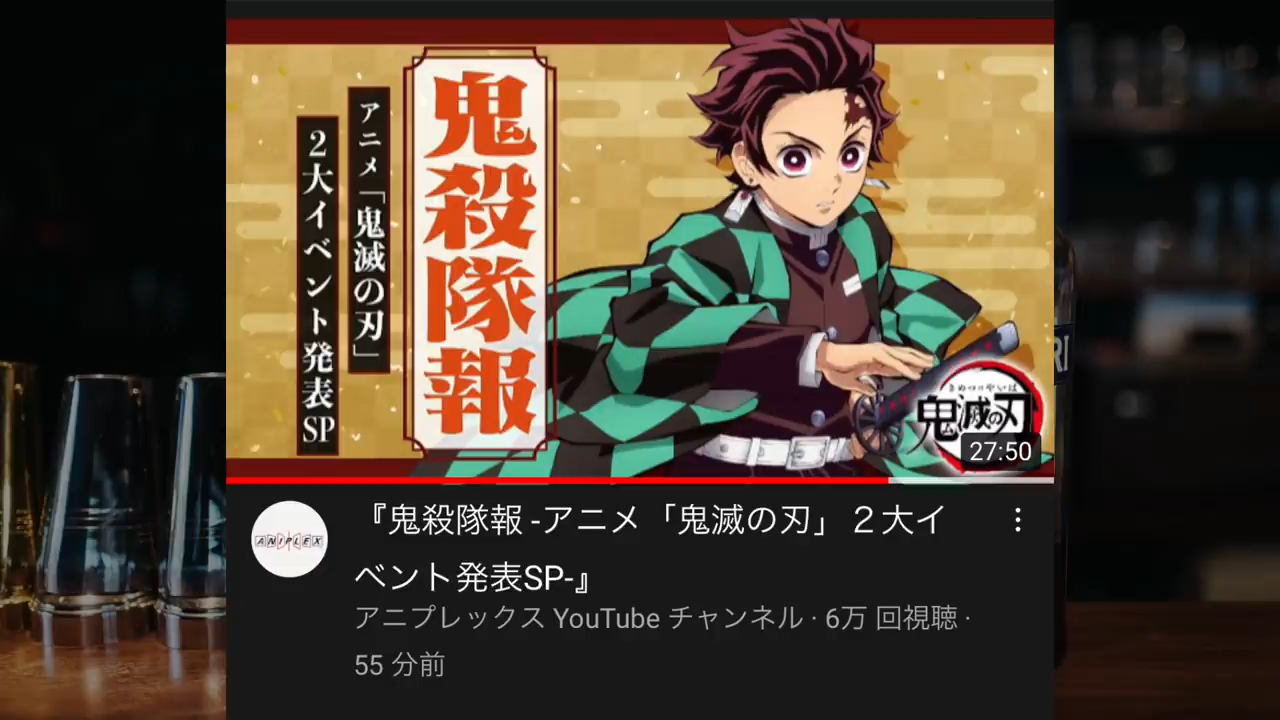 鬼殺隊報
アニメ「鬼滅の刃」
2大イベント発表SP
きめつのやいば
鬼滅の刃
27:50
ANIPLEX
『鬼殺隊報 -アニメ「鬼滅の刃」２大イ
ベント発表SP-』
アニプレックス YouTube チャンネル · 6万 回視聴 ·
55 分前